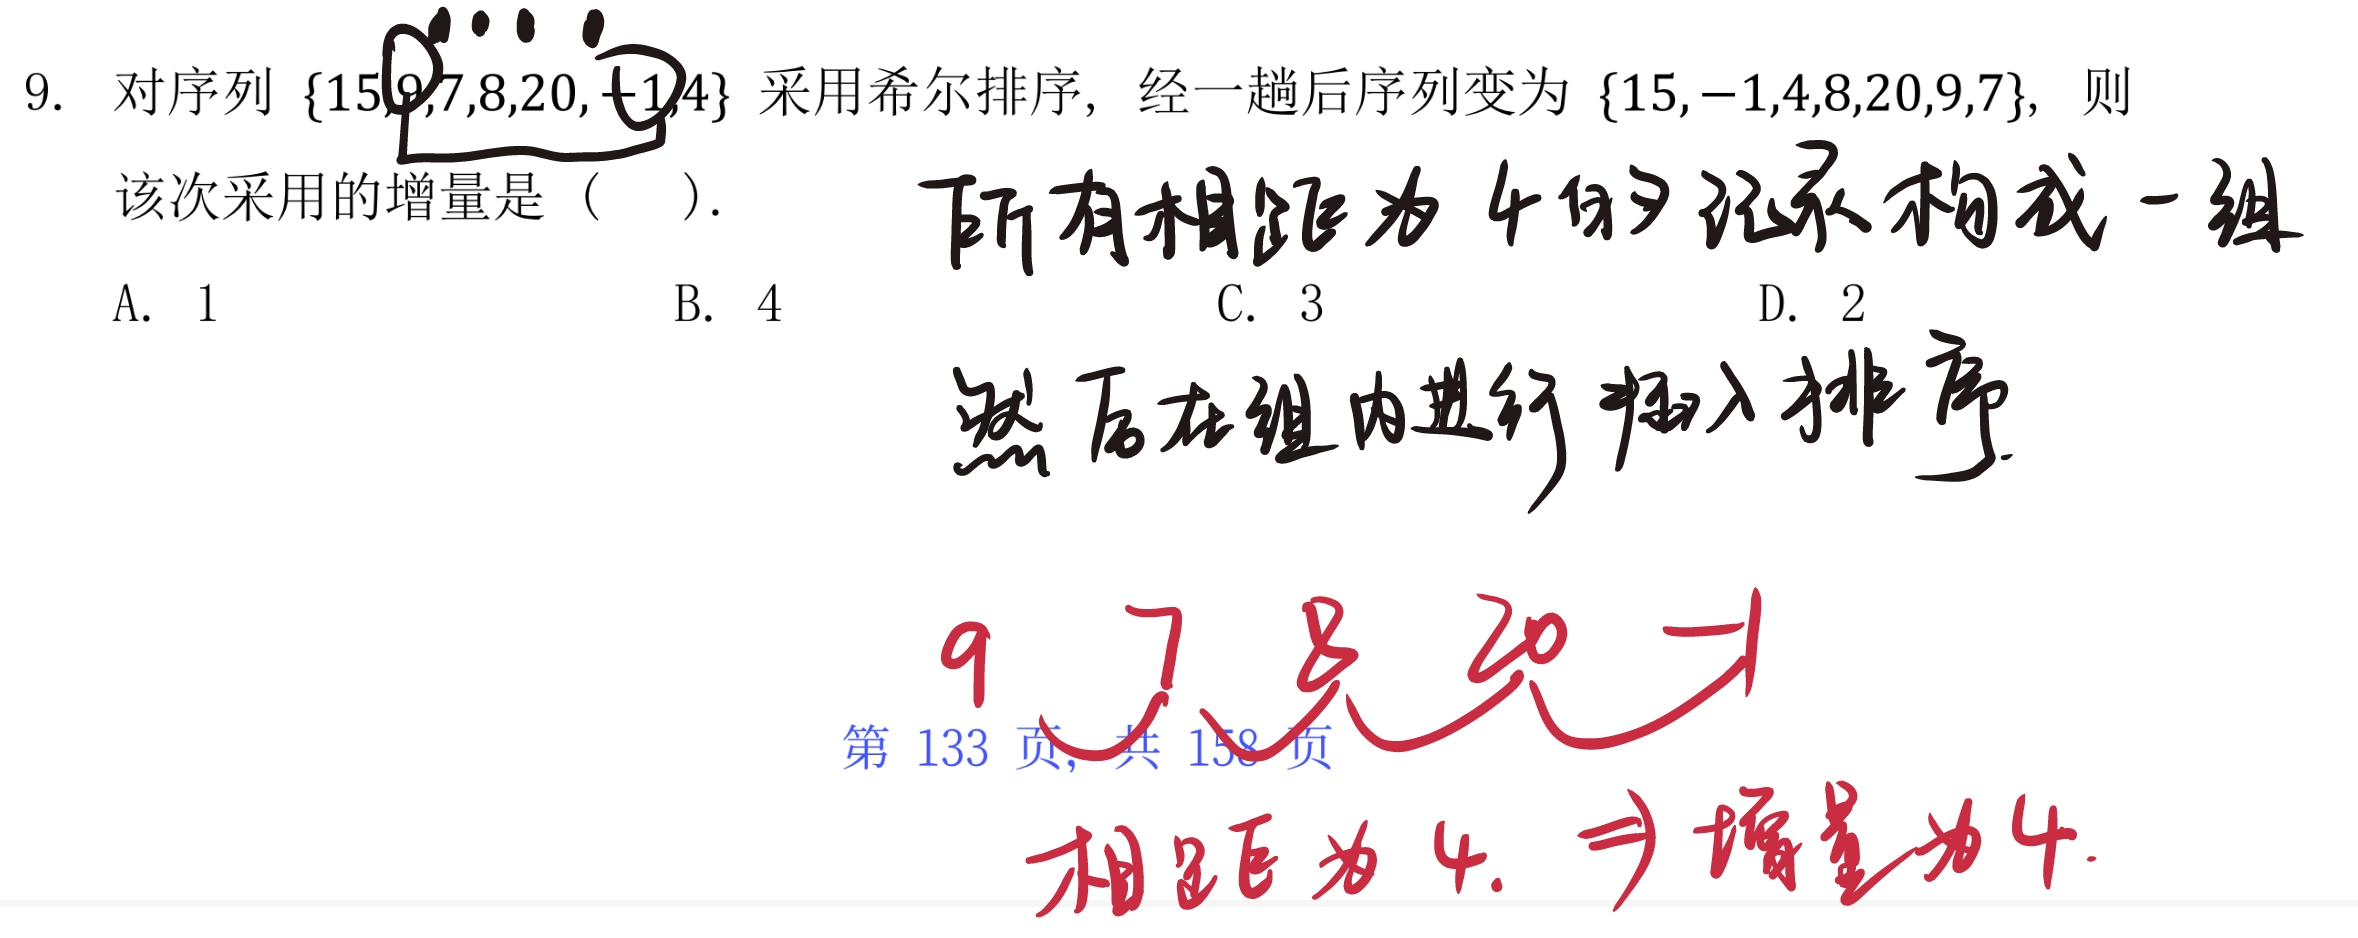 9. 对序列 {15,9,7,8,20,−1,4} 采用希尔排序, 经一趟后序列变为 {15,−1,4,8,20,9,7}, 则
该次采用的增量是 (    ).
所有相距为 4 的记录构成一组
A. 1    B. 4    C. 3    D. 2
然后在组内进行插入排序.
9 7 8 20 -1
第 133 页, 共 158 页
相距为 4. ⇒ 增量为 4.